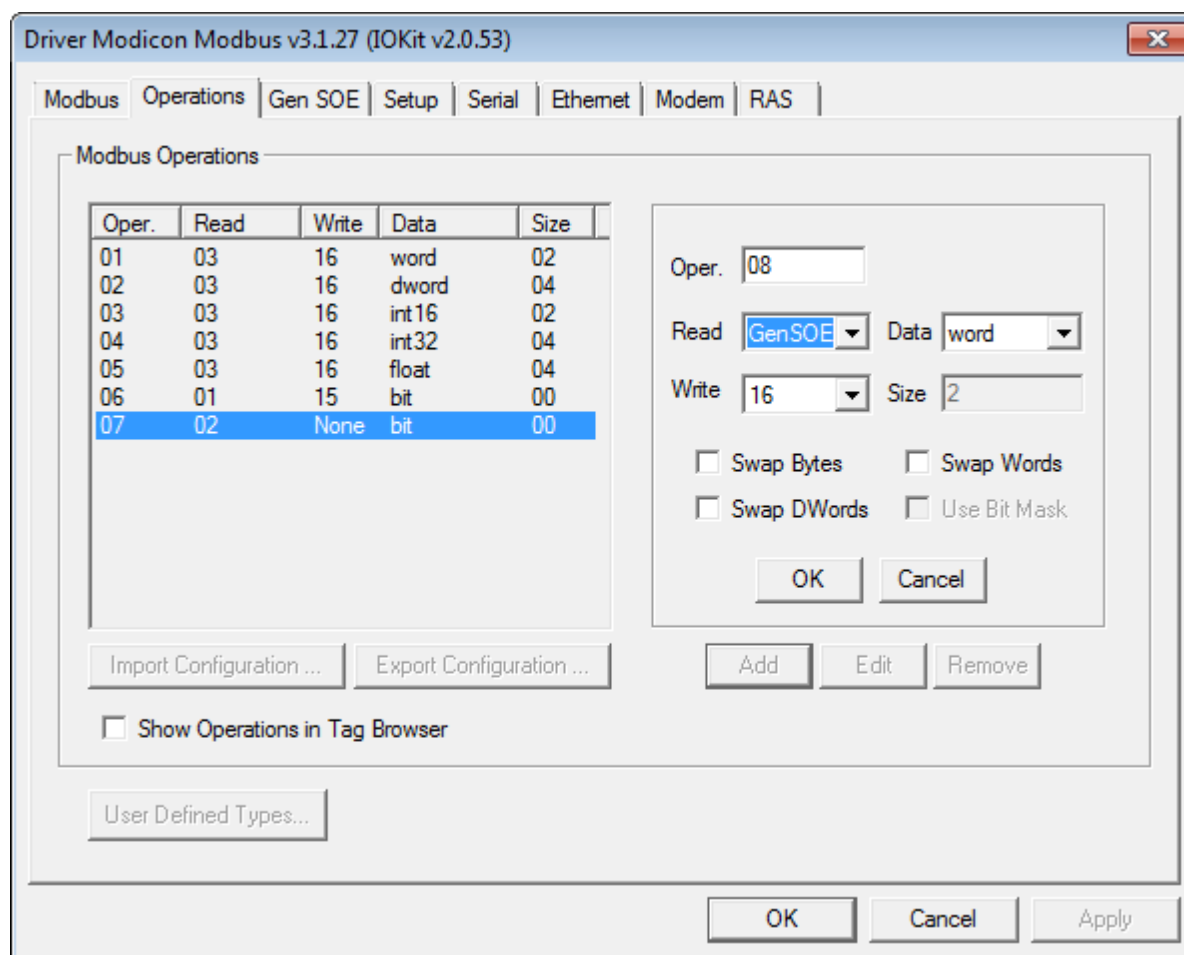 Driver Modicon Modbus v3.1.27 (IOKit v2.0.53)
Modbus Operations Gen SOE Setup Serial Ethernet Modem RAS
Modbus Operations
Oper. Read Write Data Size
01 03 16 word 02
02 03 16 dword 04
03 03 16 int16 02
04 03 16 int32 04
05 03 16 float 04
06 01 15 bit 00
07 02 None bit 00
Oper. 08
Read GenSOE Data word
Write 16 Size 2
Swap Bytes Swap Words
Swap DWords Use Bit Mask
OK Cancel
Import Configuration ... Export Configuration ... Add Edit Remove
Show Operations in Tag Browser
User Defined Types...
OK Cancel Apply